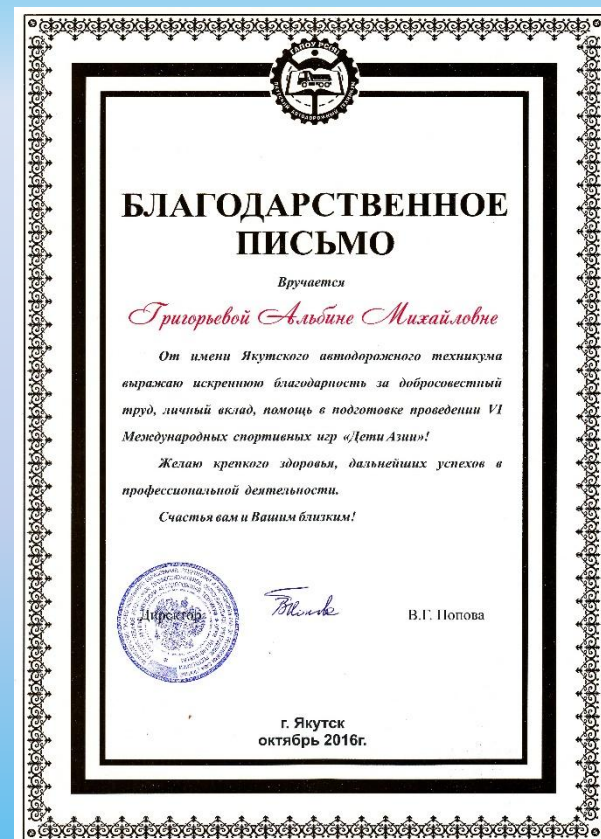 ГАПОУ РС(Я)
БЛАГОДАРСТВЕННОЕ
ПИСЬМО
Вручается
Григорьевой Альбине Михайловне
От имени Якутского автодорожного техникума
выражаю искреннюю благодарность за добросовестный
труд, личный вклад, помощь в подготовке проведении VI
Международных спортивных игр «Дети Азии»!
Желаю крепкого здоровья, дальнейших успехов в
профессиональной деятельности.
Счастья вам и Вашим близким!
Директор
В.Г. Попова
г. Якутск
октябрь 2016г.